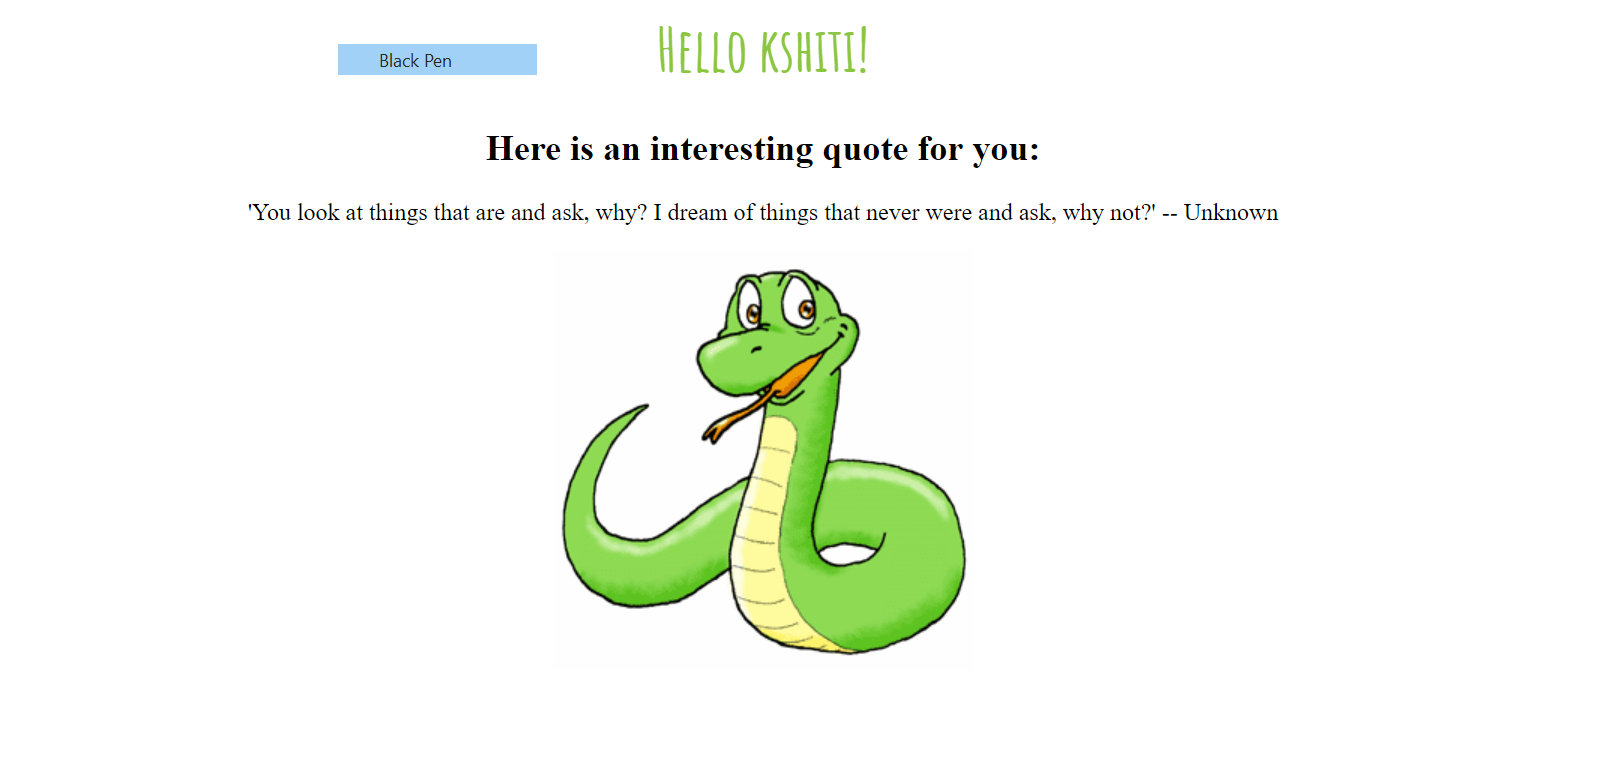 Black Pen
Hello kshiti!
Here is an interesting quote for you:
'You look at things that are and ask, why? I dream of things that never were and ask, why not?' -- Unknown